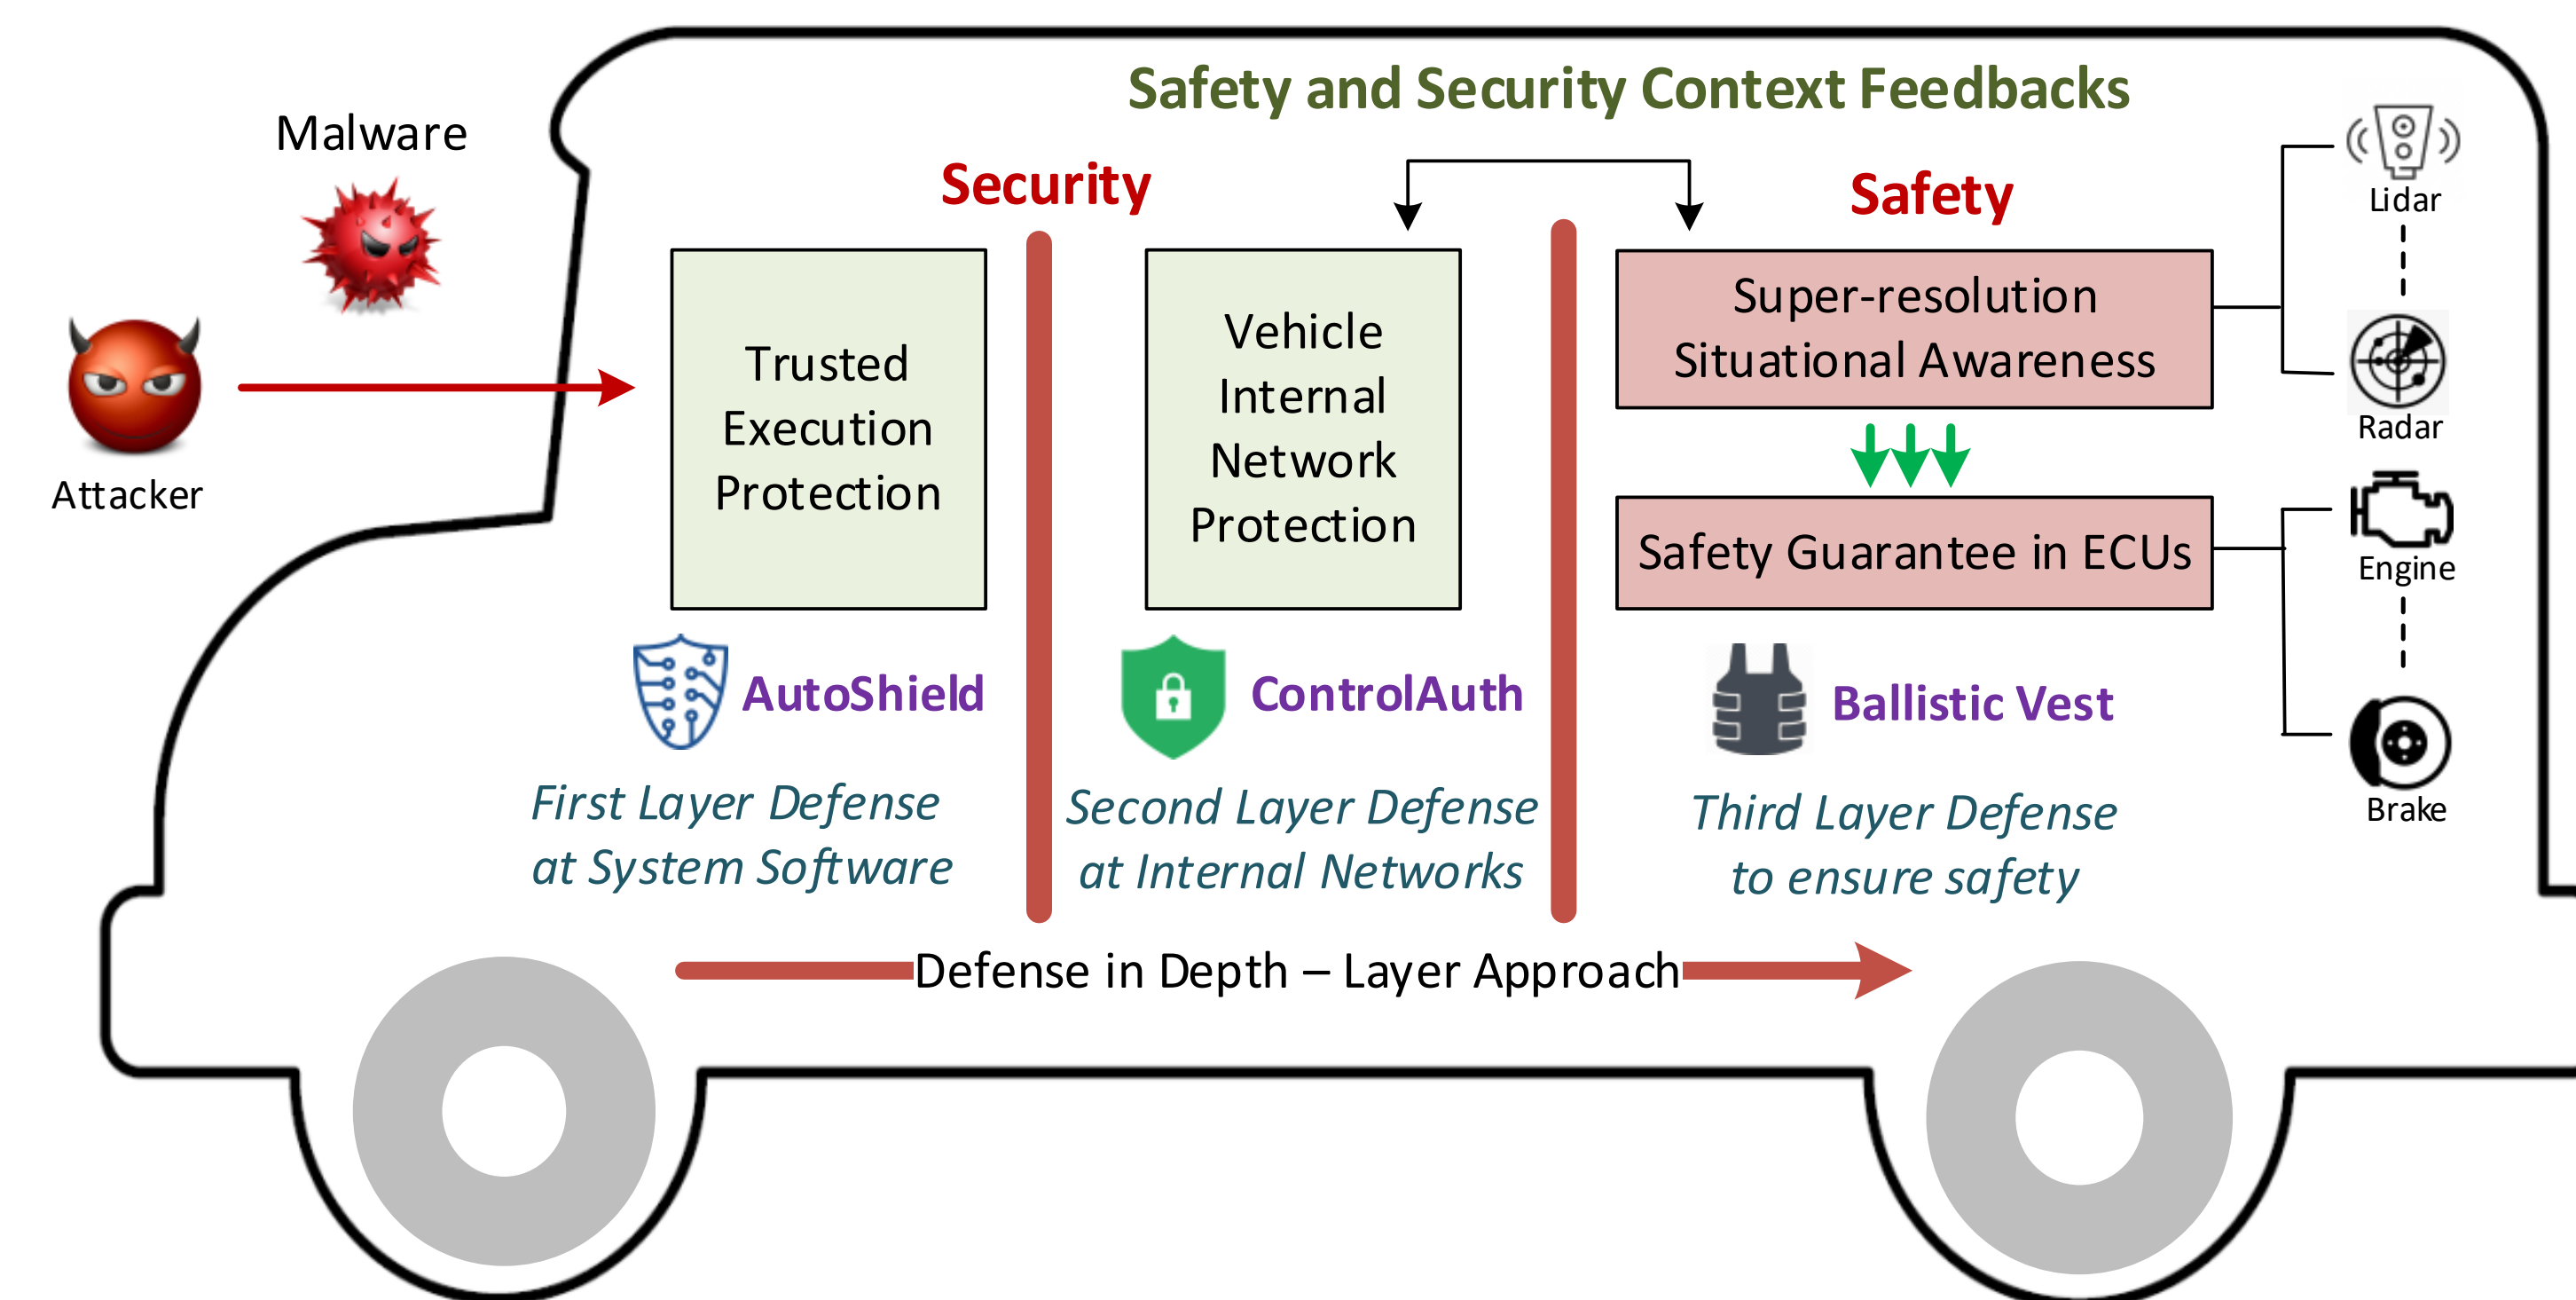 Safety and Security Context Feedbacks
Malware
Attacker
Security
Safety
Trusted
Execution
Protection
Vehicle
Internal
Network
Protection
Super-resolution
Situational Awareness
Safety Guarantee in ECUs
Lidar
Radar
Engine
Brake
AutoShield
ControlAuth
Ballistic Vest
First Layer Defense
at System Software
Second Layer Defense
at Internal Networks
Third Layer Defense
to ensure safety
Defense in Depth – Layer Approach